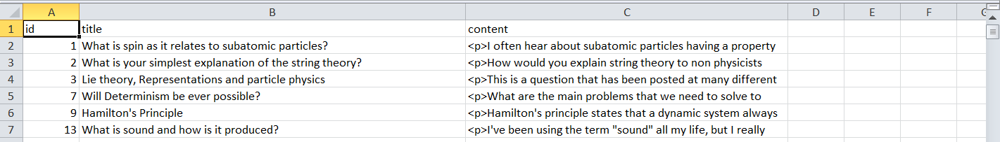 A B C D E F G
1 id title content
2 1 What is spin as it relates to subatomic particles? <p>I often hear about subatomic particles having a property
3 2 What is your simplest explanation of the string theory? <p>How would you explain string theory to non physicists
4 3 Lie theory, Representations and particle physics <p>This is a question that has been posted at many different
5 7 Will Determinism be ever possible? <p>What are the main problems that we need to solve to
6 9 Hamilton's Principle <p>Hamilton's principle states that a dynamic system always
7 13 What is sound and how is it produced? <p>I've been using the term "sound" all my life, but I really